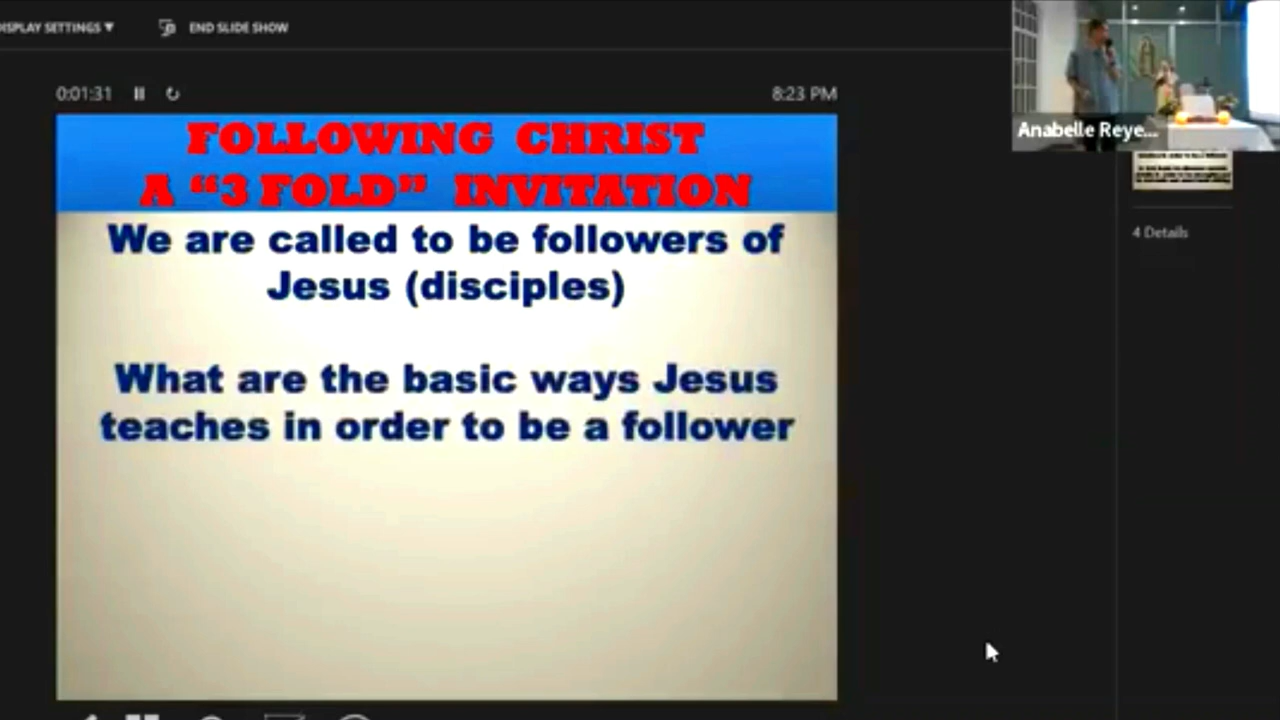 DISPLAY SETTINGS ▼ END SLIDE SHOW
0:01:31 8:23 PM
FOLLOWING CHRIST
A “3 FOLD” INVITATION
We are called to be followers of
Jesus (disciples)
What are the basic ways Jesus
teaches in order to be a follower
Anabelle Reye...
4 Details